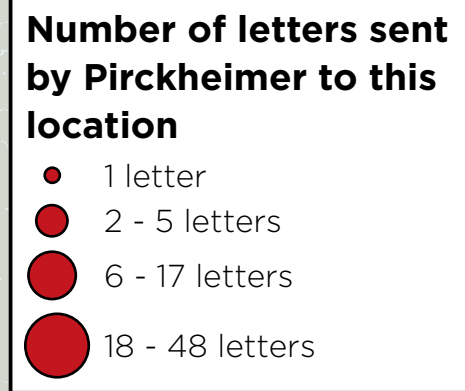 Number of letters sent
by Pirckheimer to this
location
1 letter
2 - 5 letters
6 - 17 letters
18 - 48 letters